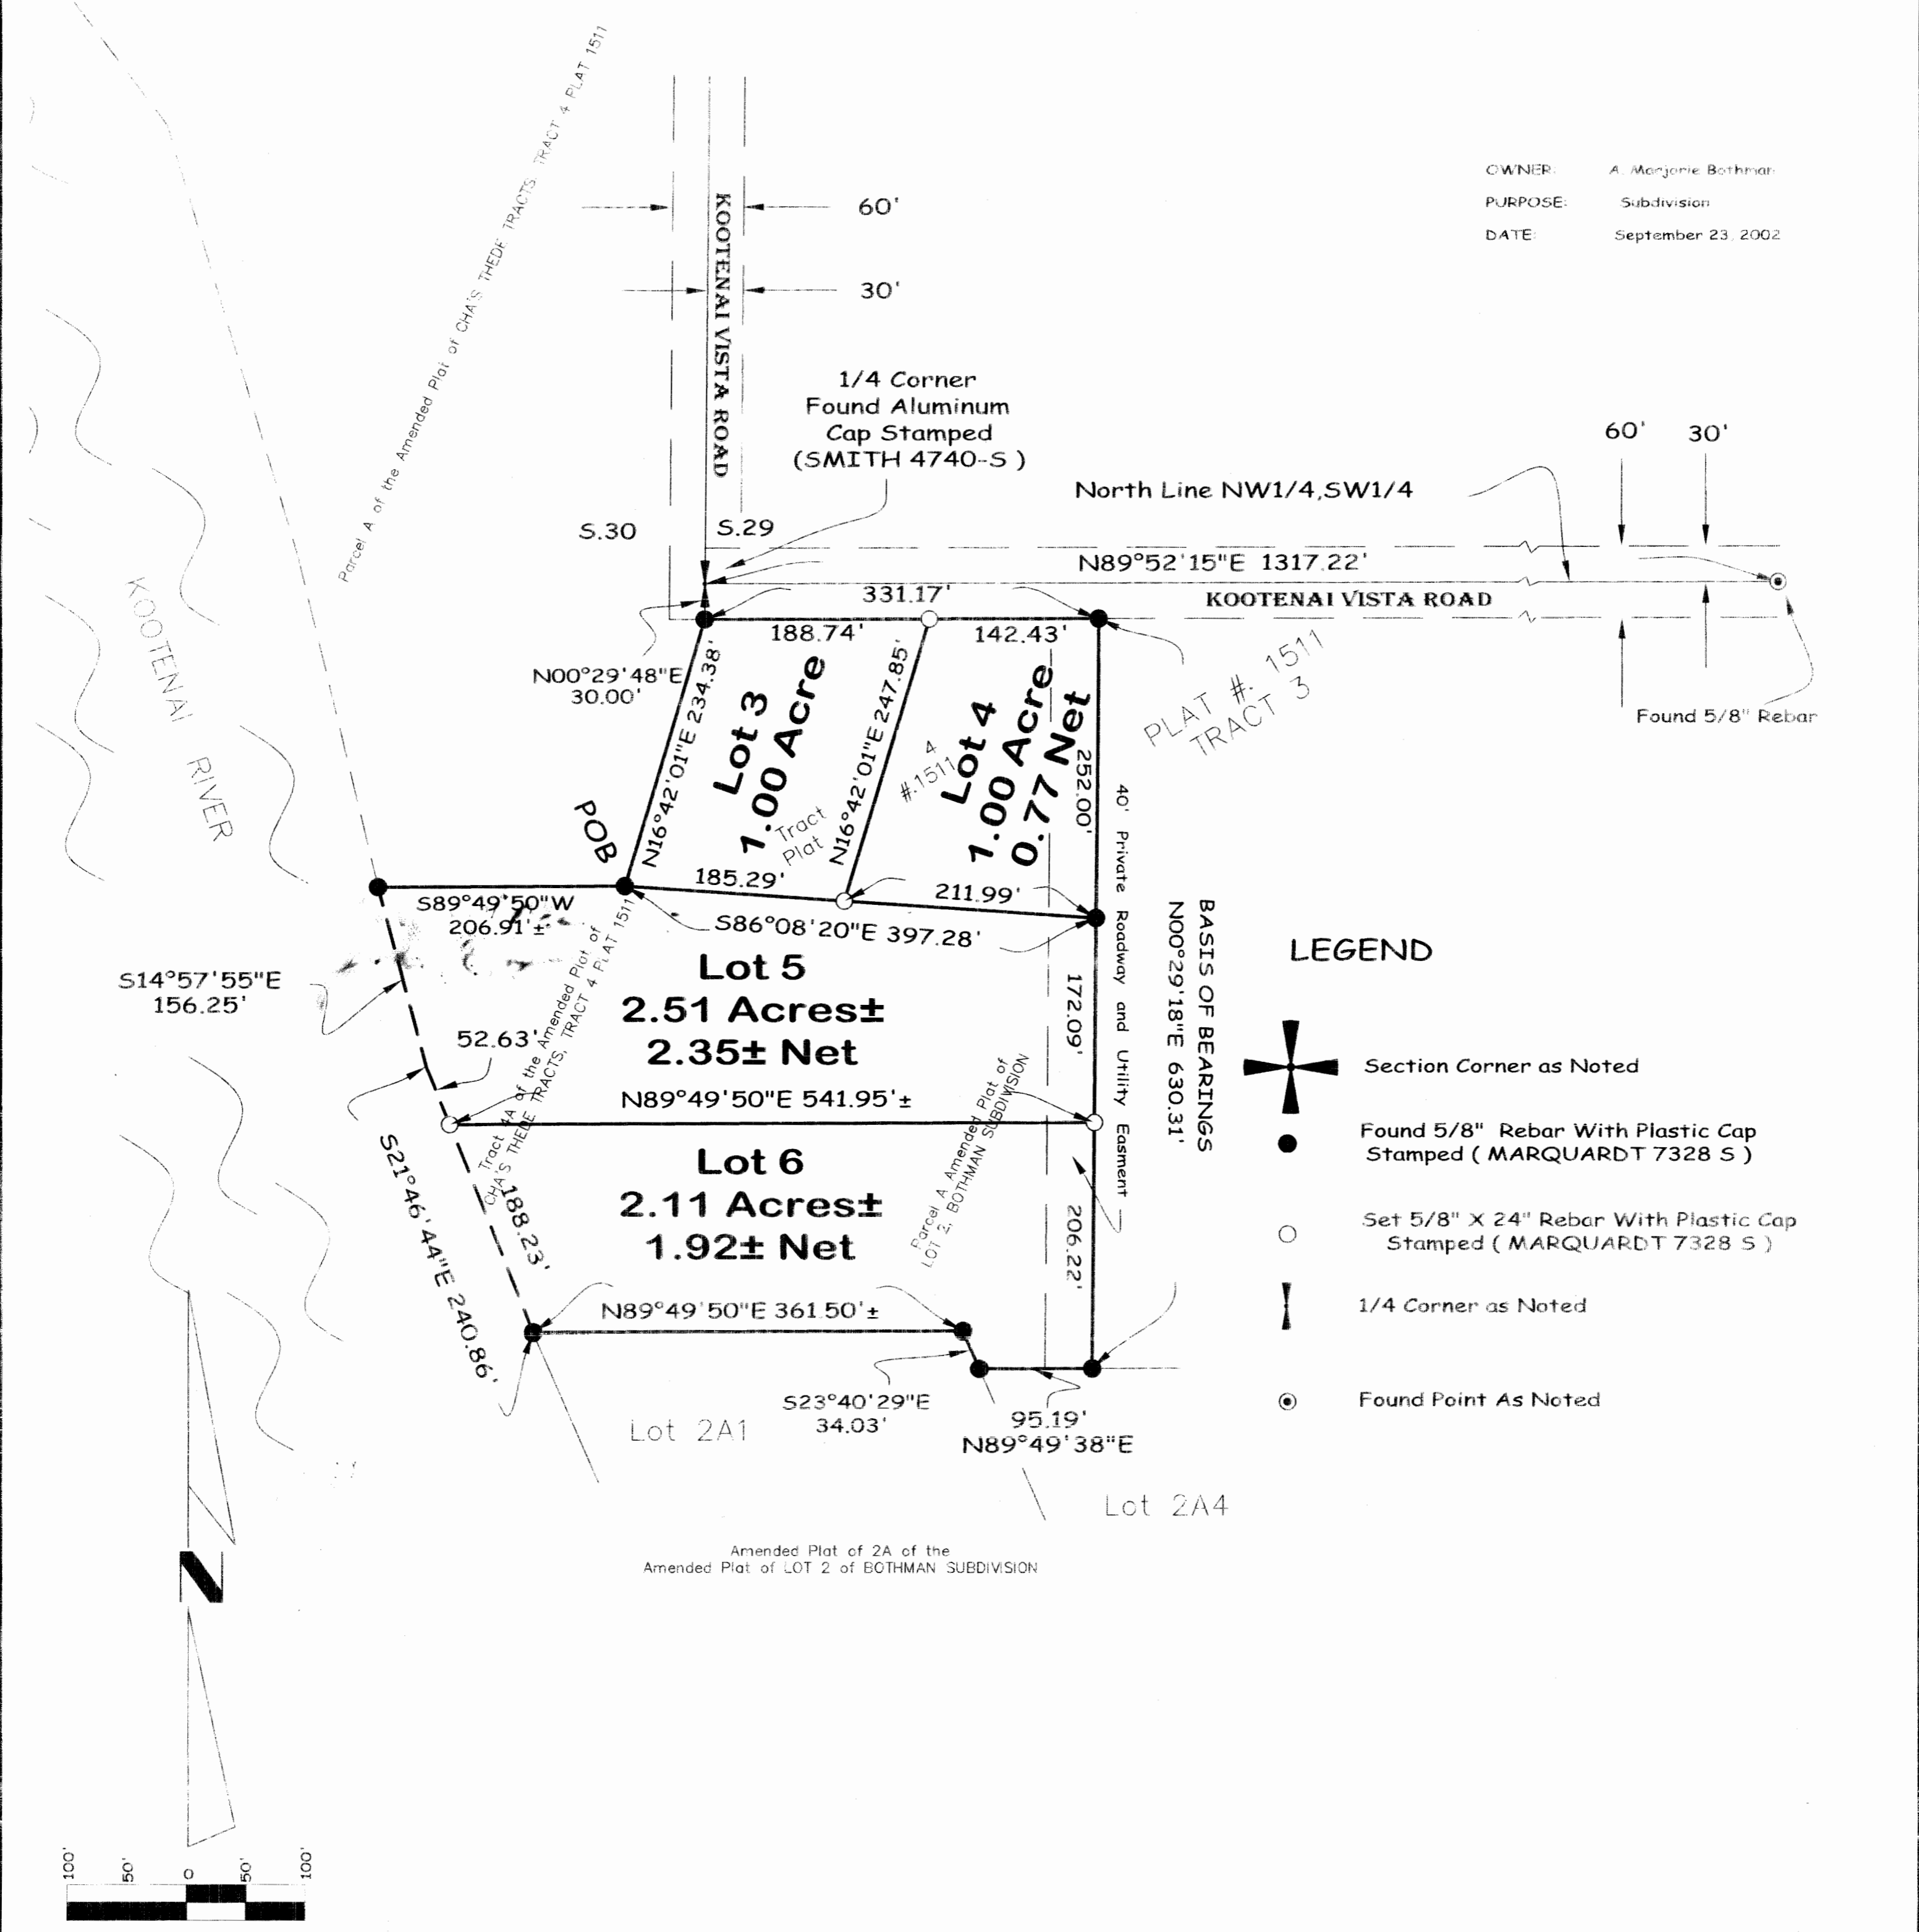 OWNER: A. Marjorie Bothman
PURPOSE: Subdivision
DATE: September 23, 2002
Parcel A of the Amended Plat of CHA'S THEDE TRACTS, TRACT 4 PLAT 1511
KOOTENAI VISTA ROAD
60'
30'
1/4 Corner
Found Aluminum
Cap Stamped
(SMITH 4740-S )
60' 30'
North Line NW1/4,SW1/4
S.30 S.29
N89°52'15"E 1317.22'
KOOTENAI VISTA ROAD
331.17'
188.74' 142.43'
N00°29'48"E
30.00'
Found 5/8" Rebar
PLAT #. 1511
TRACT 3
KOOTENAI RIVER
N16°42'01"E 234.38'
Lot 3
1.00 Acre
N16°42'01"E 247.85'
Tract 4
Plat #.1511
Lot 4
1.00 Acre
0.77 Net
252.00'
40' Private Roadway and Utility Easment
BASIS OF BEARINGS
N00°29'18"E 630.31'
POB
185.29'
211.99'
S86°08'20"E 397.28'
S89°49'50"W
206.91'±
S14°57'55"E
156.25'
52.63'
Tract 4A of the Amended Plot of
CHA'S THEDE TRACTS, TRACT 4 PLAT 1511
Lot 5
2.51 Acres±
2.35± Net
172.09'
N89°49'50"E 541.95'±
Lot 6
2.11 Acres±
1.92± Net
Parcel A Amended Plat of
LOT 2, BOTHMAN SUBDIVISION
206.22'
188.23'
S21°46'44"E 240.86'
N89°49'50"E 361.50'±
S23°40'29"E
34.03'
95.19'
N89°49'38"E
Lot 2A1
Lot 2A4
Amended Plat of 2A of the
Amended Plat of LOT 2 of BOTHMAN SUBDIVISION
LEGEND
Section Corner as Noted
Found 5/8" Rebar With Plastic Cap
Stamped ( MARQUARDT 7328 S )
Set 5/8" X 24" Rebar With Plastic Cap
Stamped ( MARQUARDT 7328 S )
1/4 Corner as Noted
Found Point As Noted
N
100' 50' 0 50' 100'